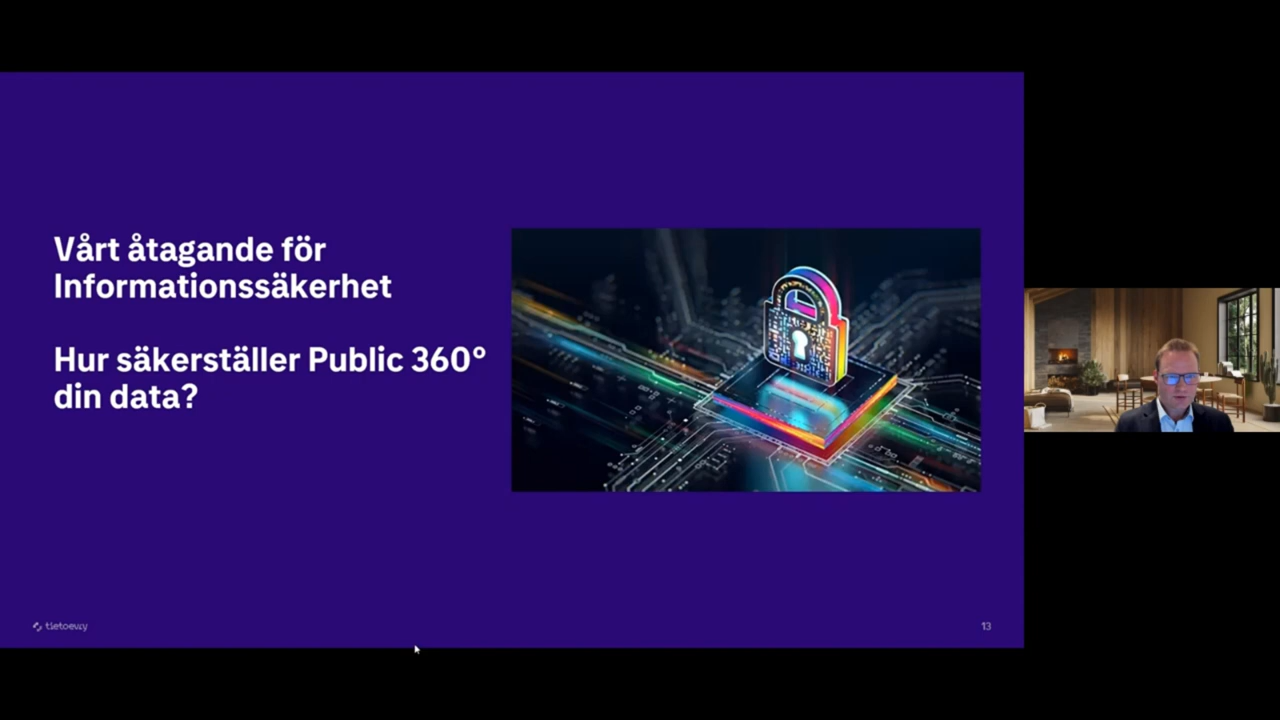 Vårt åtagande för
Informationssäkerhet
Hur säkerställer Public 360°
din data?
tietoevry
13